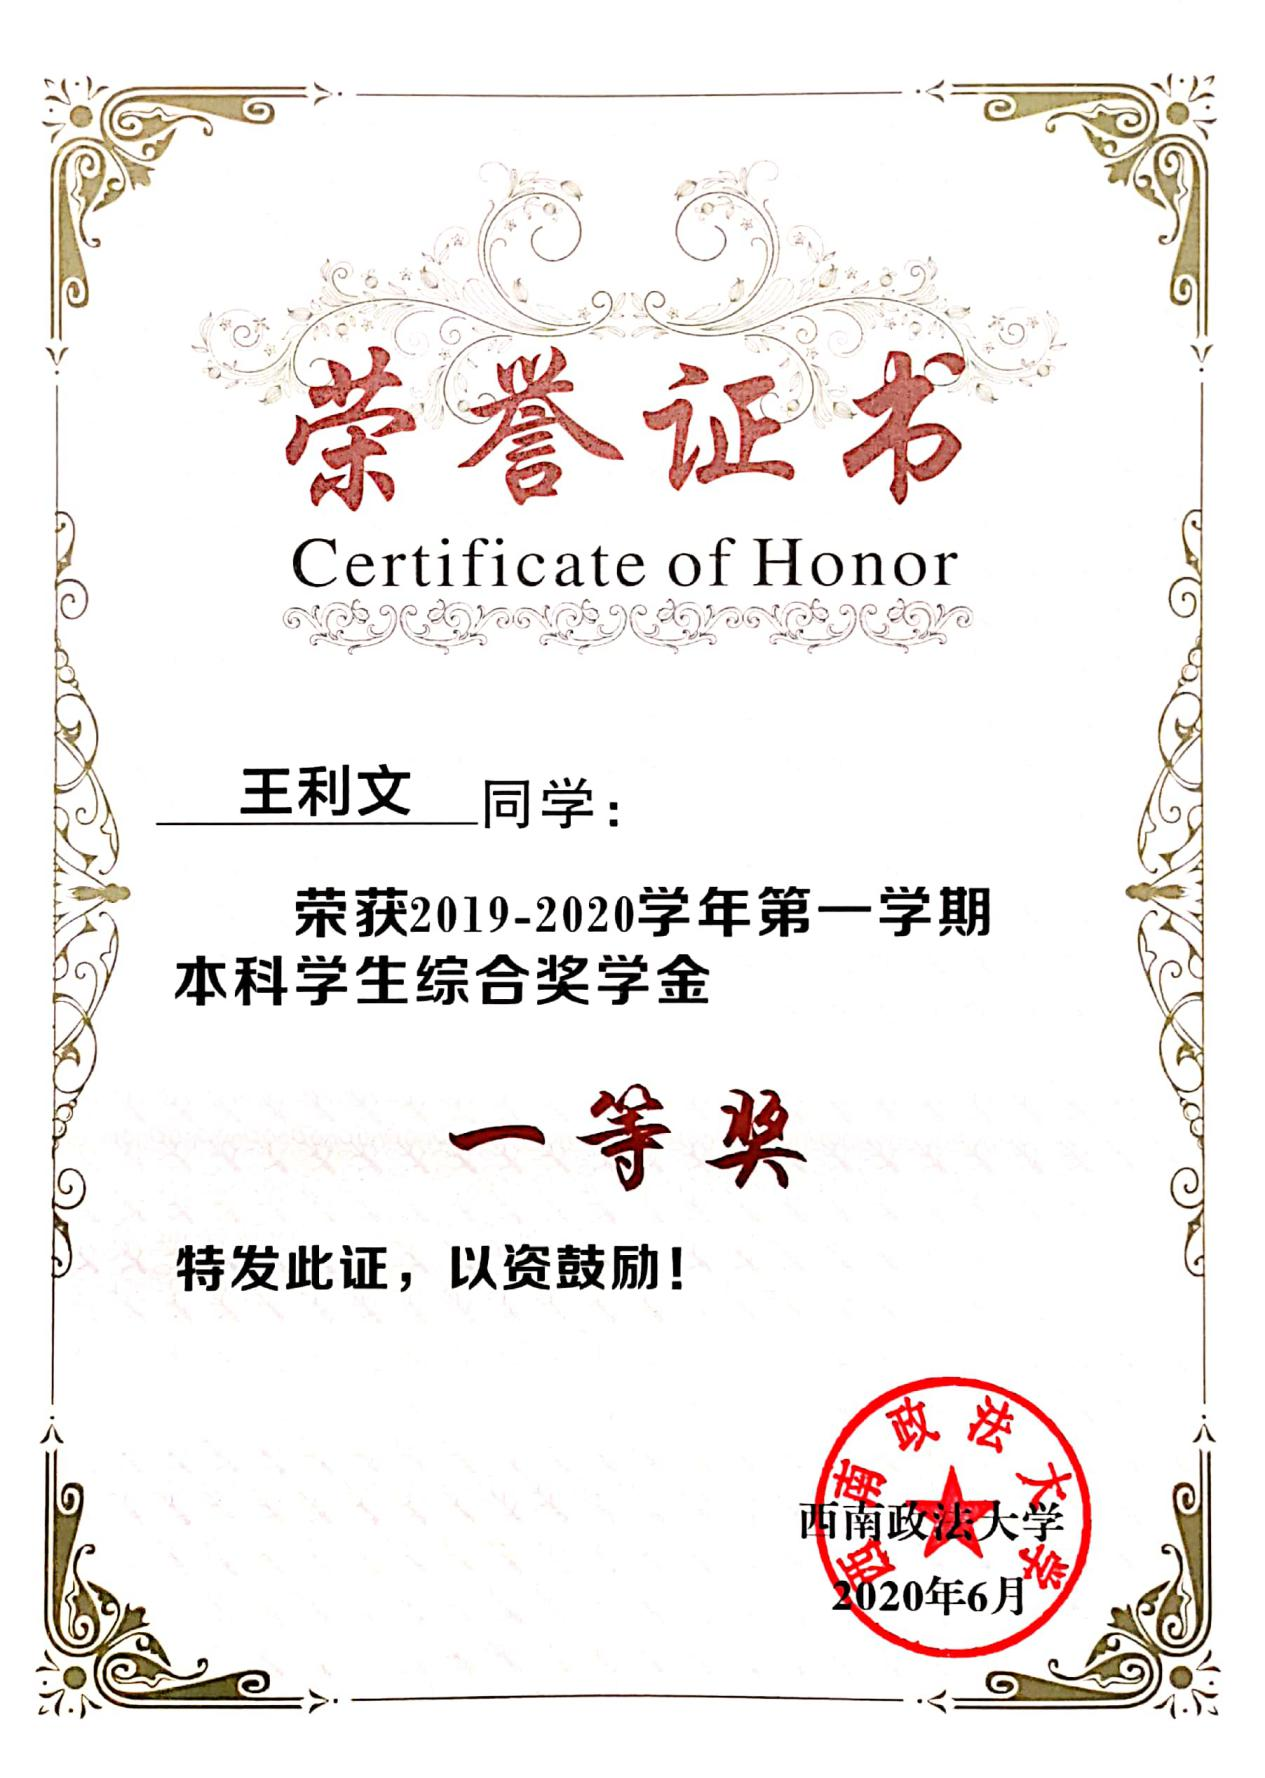 荣誉证书
Certificate of Honor
王利文同学：
荣获2019-2020学年第一学期
本科学生综合奖学金
一等奖
特发此证，以资鼓励！
西南政法大学
西南政法大学
2020年6月